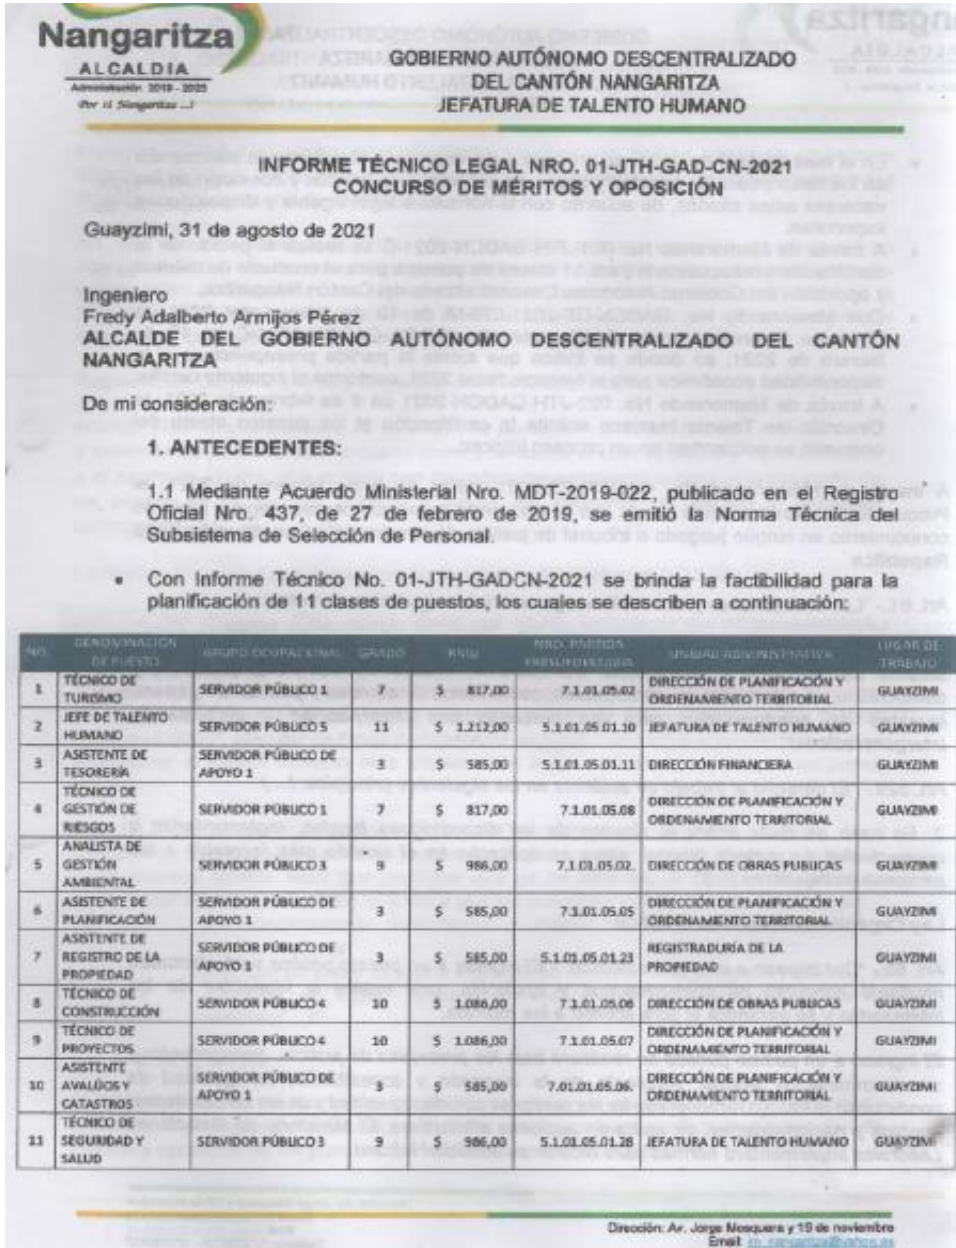 Nangaritza
ALCALDIA
Administración 2019 - 2023
Por ti Nangaritza ...!
GOBIERNO AUTÓNOMO DESCENTRALIZADO
DEL CANTÓN NANGARITZA
JEFATURA DE TALENTO HUMANO
INFORME TÉCNICO LEGAL NRO. 01-JTH-GAD-CN-2021
CONCURSO DE MÉRITOS Y OPOSICIÓN
Guayzimi, 31 de agosto de 2021
Ingeniero
Fredy Adalberto Armijos Pérez
ALCALDE DEL GOBIERNO AUTÓNOMO DESCENTRALIZADO DEL CANTÓN
NANGARITZA
De mi consideración:
1. ANTECEDENTES:
1.1 Mediante Acuerdo Ministerial Nro. MDT-2019-022, publicado en el Registro
Oficial Nro. 437, de 27 de febrero de 2019, se emitió la Norma Técnica del
Subsistema de Selección de Personal.
• Con Informe Técnico No. 01-JTH-GADCN-2021 se brinda la factibilidad para la
planificación de 11 clases de puestos, los cuales se describen a continuación:
NO. DENOMINACIÓN DE PUESTO GRUPO OCUPACIONAL GRADO RMU NRO. PARTIDA PRESUPUESTARIA UNIDAD ADMINISTRATIVA LUGAR DE TRABAJO
1 TÉCNICO DE TURISMO SERVIDOR PÚBLICO 1 7 $ 817,00 7.1.01.05.02 DIRECCIÓN DE PLANIFICACIÓN Y ORDENAMIENTO TERRITORIAL GUAYZIMI
2 JEFE DE TALENTO HUMANO SERVIDOR PÚBLICO 5 11 $ 1.212,00 5.1.01.05.01.10 JEFATURA DE TALENTO HUMANO GUAYZIMI
3 ASISTENTE DE TESORERÍA SERVIDOR PÚBLICO DE APOYO 1 3 $ 585,00 5.1.01.05.01.11 DIRECCIÓN FINANCIERA GUAYZIMI
4 TÉCNICO DE GESTIÓN DE RIESGOS SERVIDOR PÚBLICO 1 7 $ 817,00 7.1.01.05.08 DIRECCIÓN DE PLANIFICACIÓN Y ORDENAMIENTO TERRITORIAL GUAYZIMI
5 ANALISTA DE GESTIÓN AMBIENTAL SERVIDOR PÚBLICO 3 9 $ 986,00 7.1.01.05.02. DIRECCIÓN DE OBRAS PUBLICAS GUAYZIMI
6 ASISTENTE DE PLANIFICACIÓN SERVIDOR PÚBLICO DE APOYO 1 3 $ 585,00 7.1.01.05.05 DIRECCIÓN DE PLANIFICACIÓN Y ORDENAMIENTO TERRITORIAL GUAYZIMI
7 ASISTENTE DE REGISTRO DE LA PROPIEDAD SERVIDOR PÚBLICO DE APOYO 1 3 $ 585,00 5.1.01.05.01.23 REGISTRADURÍA DE LA PROPIEDAD GUAYZIMI
8 TÉCNICO DE CONSTRUCCIÓN SERVIDOR PÚBLICO 4 10 $ 1.086,00 7.1.01.05.06 DIRECCIÓN DE OBRAS PUBLICAS GUAYZIMI
9 TÉCNICO DE PROYECTOS SERVIDOR PÚBLICO 4 10 $ 1.086,00 7.1.01.05.07 DIRECCIÓN DE PLANIFICACIÓN Y ORDENAMIENTO TERRITORIAL GUAYZIMI
10 ASISTENTE AVALÚOS Y CATASTROS SERVIDOR PÚBLICO DE APOYO 1 3 $ 585,00 7.01.01.05.06. DIRECCIÓN DE PLANIFICACIÓN Y ORDENAMIENTO TERRITORIAL GUAYZIMI
11 TÉCNICO DE SEGURIDAD Y SALUD SERVIDOR PÚBLICO 3 9 $ 986,00 5.1.01.05.01.28 JEFATURA DE TALENTO HUMANO GUAYZIMI
Dirección: Av. Jorge Mosquera y 19 de noviembre
Email: